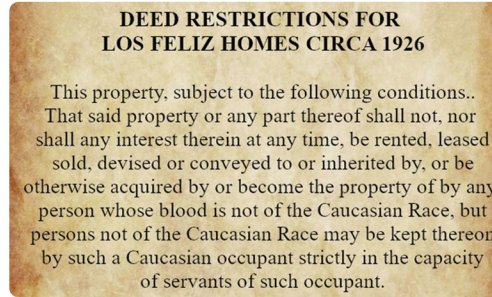 DEED RESTRICTIONS FOR
LOS FELIZ HOMES CIRCA 1926
This property, subject to the following conditions..
That said property or any part thereof shall not, nor
shall any interest therein at any time, be rented, leased
sold, devised or conveyed to or inherited by, or be
otherwise acquired by or become the property of by any
person whose blood is not of the Caucasian Race, but
persons not of the Caucasian Race may be kept thereon
by such a Caucasian occupant strictly in the capacity
of servants of such occupant.